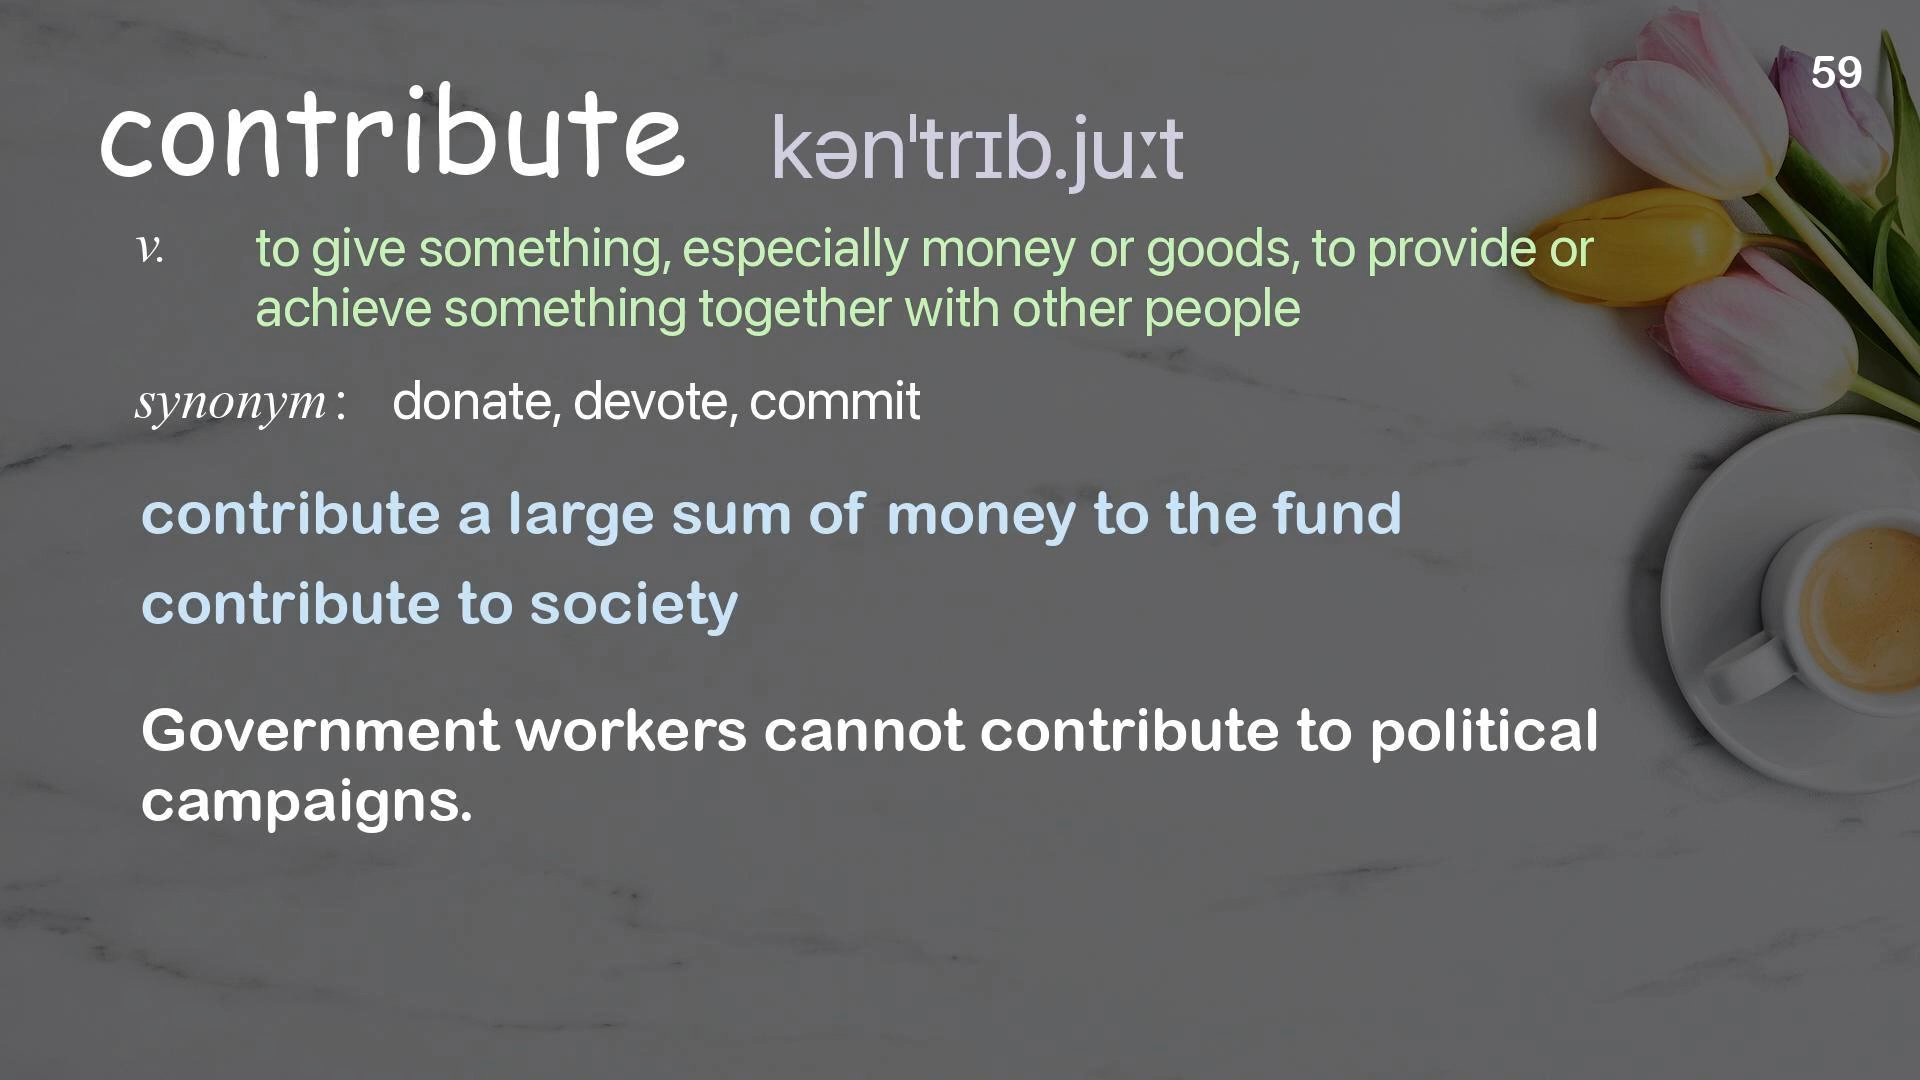 59
contribute kən'trɪb.juːt
v. to give something, especially money or goods, to provide or
achieve something together with other people
synonym : donate, devote, commit
contribute a large sum of money to the fund
contribute to society
Government workers cannot contribute to political
campaigns.